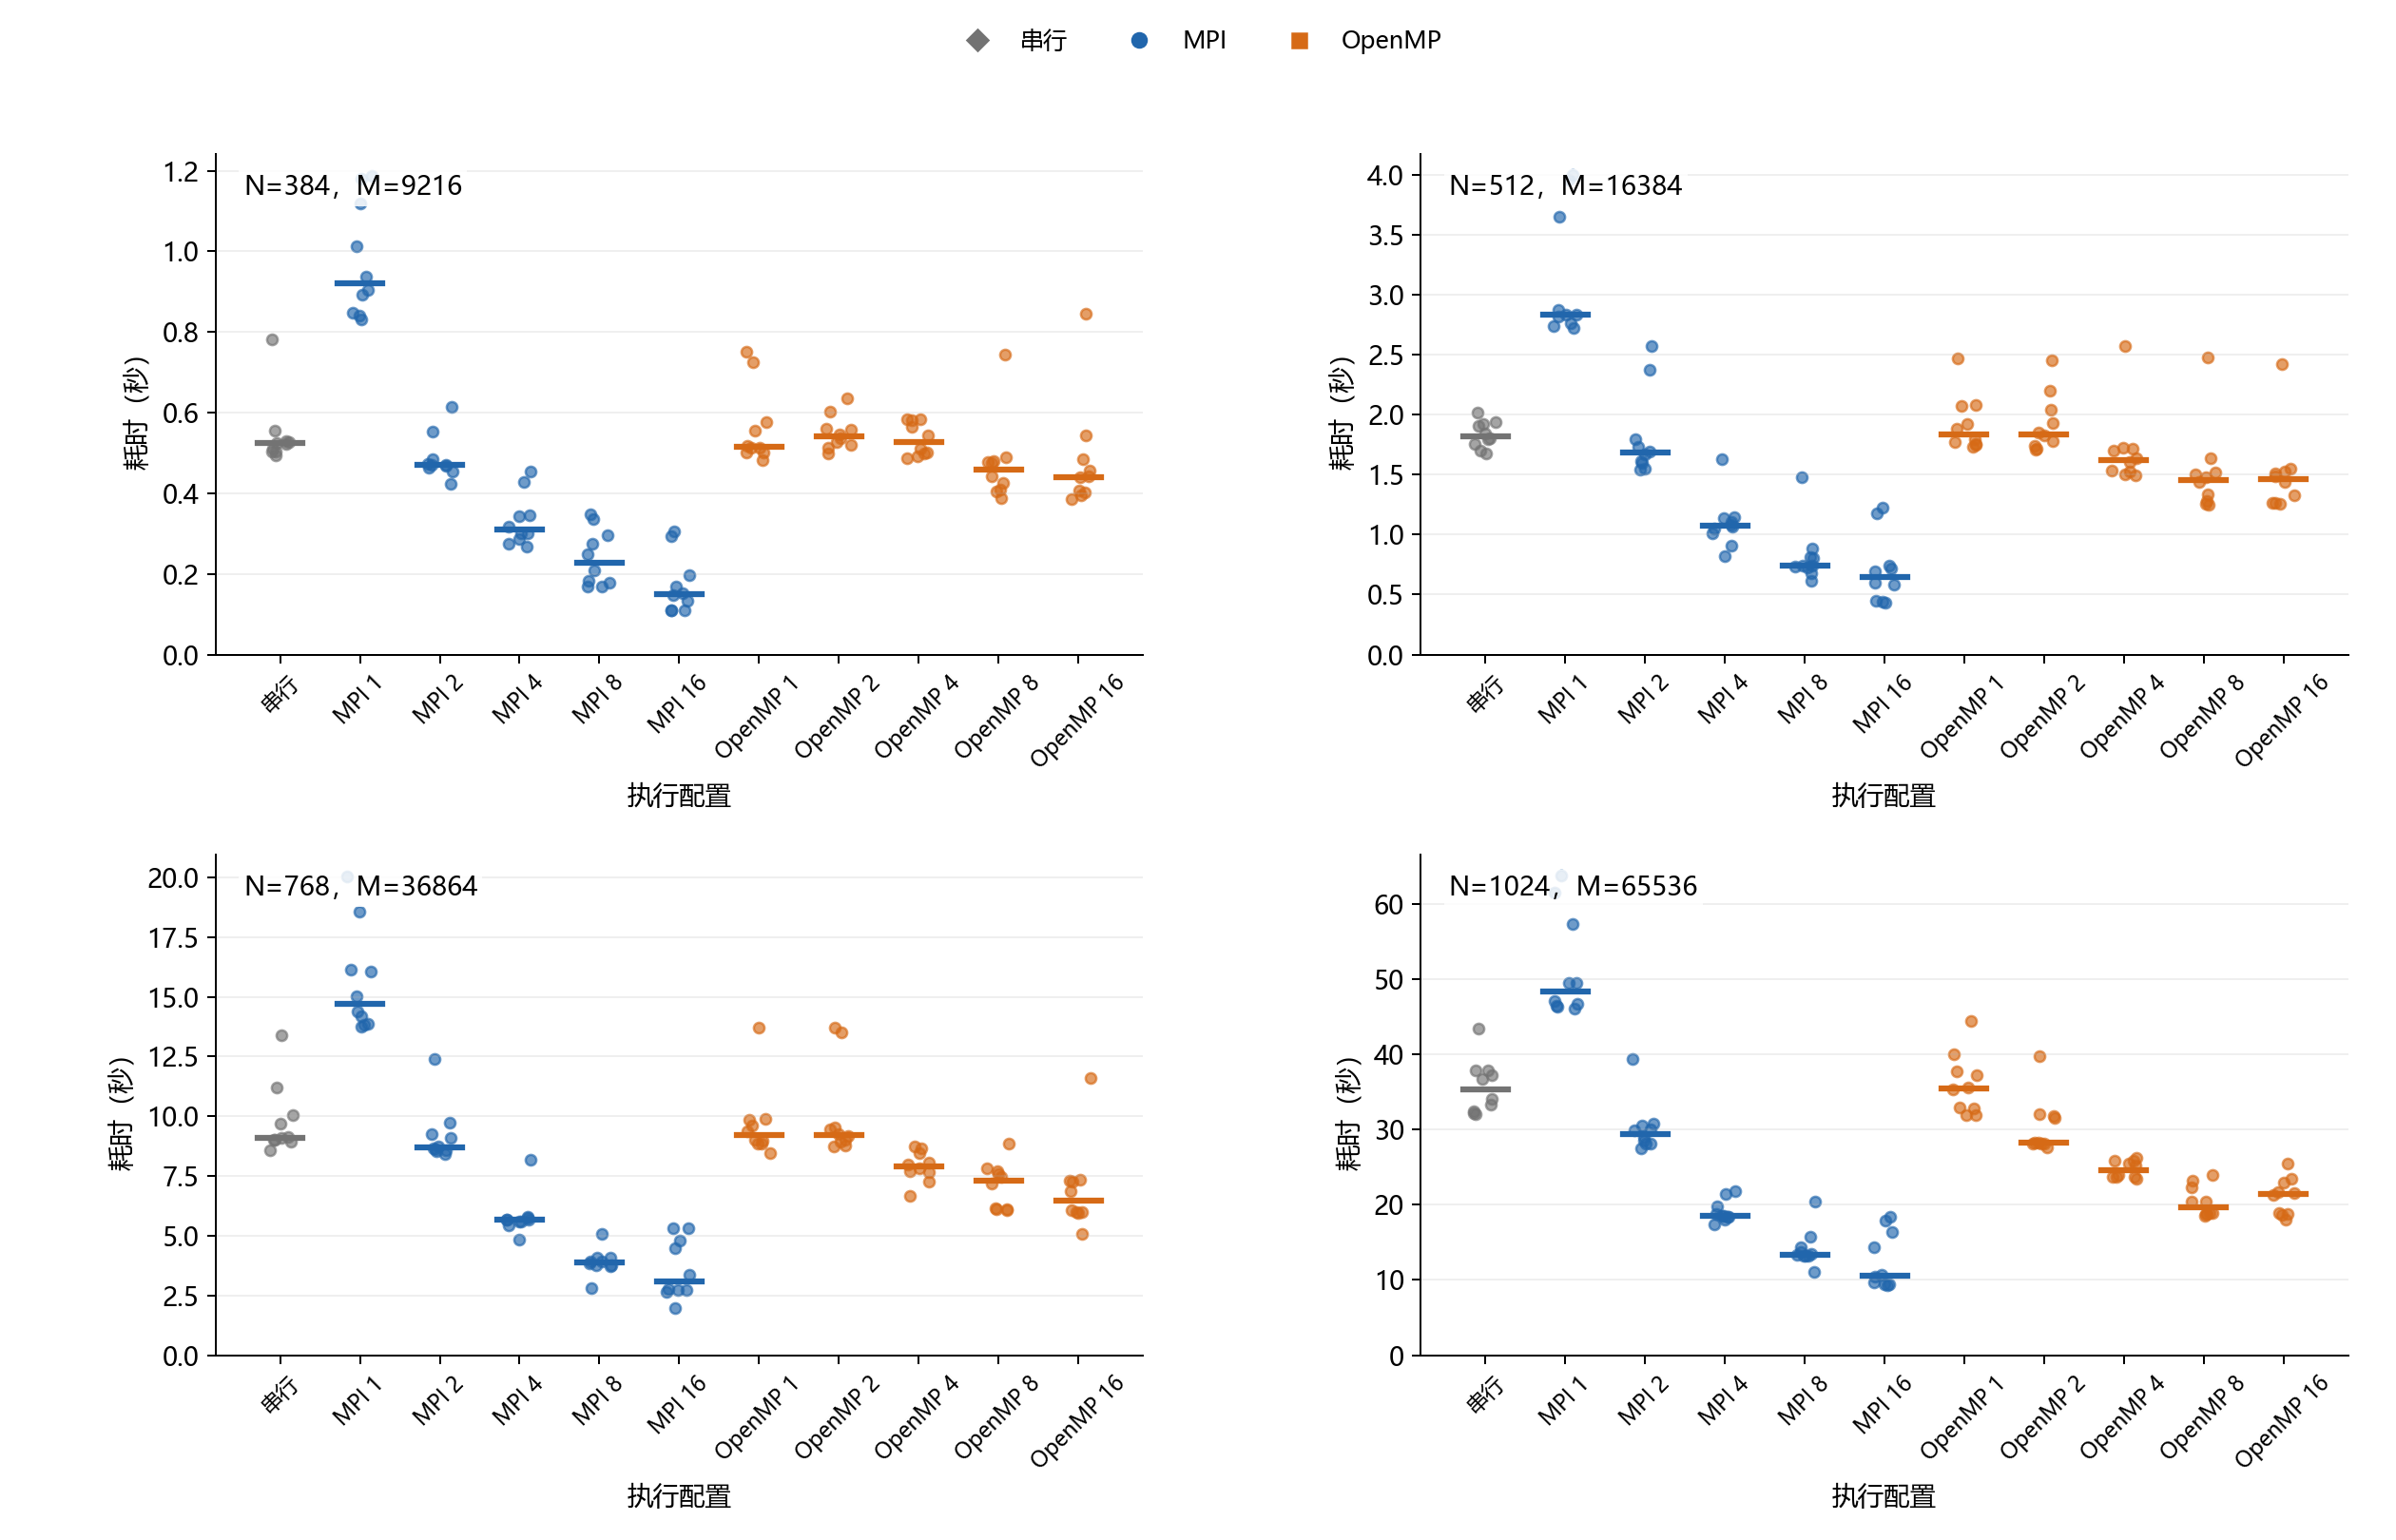 串行 MPI OpenMP
N=384，M=9216
1.2
1.0
0.8
0.6
0.4
0.2
0.0
耗时（秒）
串行 MPI 1 MPI 2 MPI 4 MPI 8 MPI 16 OpenMP 1 OpenMP 2 OpenMP 4 OpenMP 8 OpenMP 16
执行配置
N=512，M=16384
4.0
3.5
3.0
2.5
2.0
1.5
1.0
0.5
0.0
耗时（秒）
串行 MPI 1 MPI 2 MPI 4 MPI 8 MPI 16 OpenMP 1 OpenMP 2 OpenMP 4 OpenMP 8 OpenMP 16
执行配置
N=768，M=36864
20.0
17.5
15.0
12.5
10.0
7.5
5.0
2.5
0.0
耗时（秒）
串行 MPI 1 MPI 2 MPI 4 MPI 8 MPI 16 OpenMP 1 OpenMP 2 OpenMP 4 OpenMP 8 OpenMP 16
执行配置
N=1024，M=65536
60
50
40
30
20
10
0
耗时（秒）
串行 MPI 1 MPI 2 MPI 4 MPI 8 MPI 16 OpenMP 1 OpenMP 2 OpenMP 4 OpenMP 8 OpenMP 16
执行配置